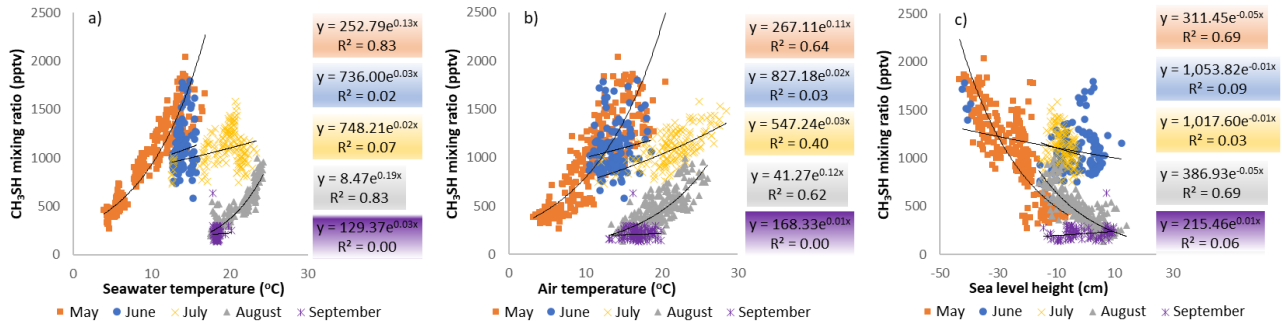 a)
CH₃SH mixing ratio (pptv)
2500
2000
1500
1000
500
0
0 10 20 30
Seawater temperature (°C)
y = 252.79e^0.13x
R² = 0.83
y = 736.00e^0.03x
R² = 0.02
y = 748.21e^0.02x
R² = 0.07
y = 8.47e^0.19x
R² = 0.83
y = 129.37e^0.03x
R² = 0.00
May June July August September
b)
CH₃SH mixing ratio (pptv)
2500
2000
1500
1000
500
0
0 10 20 30
Air temperature (°C)
y = 267.11e^0.11x
R² = 0.64
y = 827.18e^0.02x
R² = 0.03
y = 547.24e^0.03x
R² = 0.40
y = 41.27e^0.12x
R² = 0.62
y = 168.33e^0.01x
R² = 0.00
May June July August September
c)
CH₃SH mixing ratio (pptv)
2500
2000
1500
1000
500
0
-50 -30 -10 10 30
Sea level height (cm)
y = 311.45e^-0.05x
R² = 0.69
y = 1,053.82e^-0.01x
R² = 0.09
y = 1,017.60e^-0.01x
R² = 0.03
y = 386.93e^-0.05x
R² = 0.69
y = 215.46e^0.01x
R² = 0.06
May June July August September